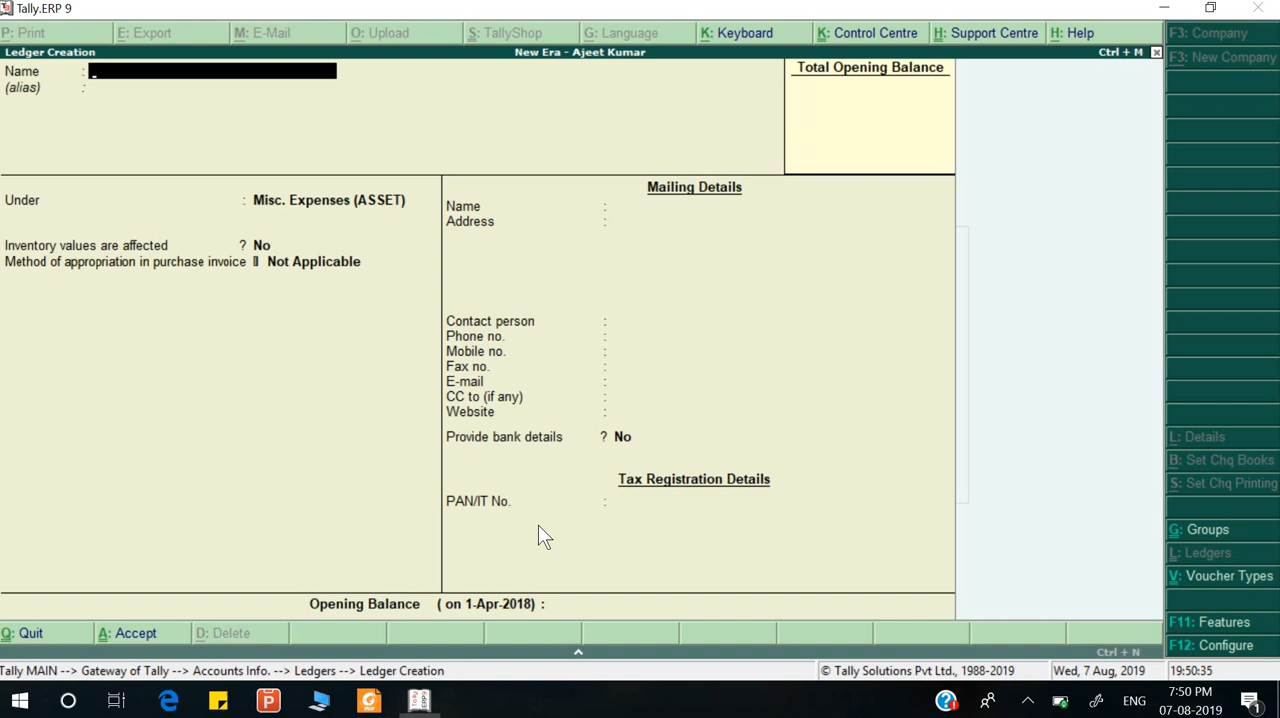 Tally.ERP 9
P: Print E: Export M: E-Mail O: Upload S: TallyShop G: Language K: Keyboard K: Control Centre H: Support Centre H: Help F3: Company
Ledger Creation New Era - Ajeet Kumar Ctrl + M
F3: New Company
Name :
(alias) :
Total Opening Balance
Under : Misc. Expenses (ASSET)
Inventory values are affected ? No
Method of appropriation in purchase invoice Not Applicable
Mailing Details
Name :
Address :
Contact person :
Phone no. :
Mobile no. :
Fax no. :
E-mail :
CC to (if any) :
Website :
Provide bank details ? No
Tax Registration Details
PAN/IT No. :
Opening Balance ( on 1-Apr-2018) :
L: Details
B: Set Chq Books
S: Set Chq Printing
G: Groups
L: Ledgers
V: Voucher Types
F11: Features
F12: Configure
Q: Quit A: Accept D: Delete
Ctrl + N
Tally MAIN --> Gateway of Tally --> Accounts Info. --> Ledgers --> Ledger Creation © Tally Solutions Pvt Ltd., 1988-2019 Wed, 7 Aug, 2019 19:50:35
ENG 7:50 PM
07-08-2019 1